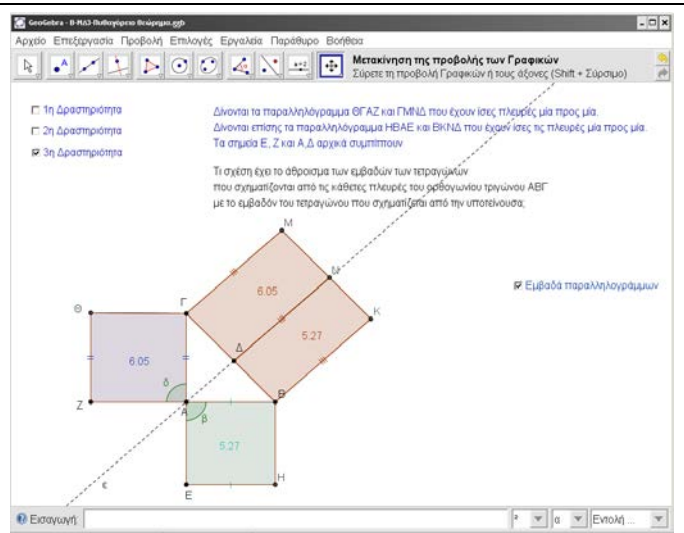 GeoGebra - Β-ΜΔ3-Πυθαγόρειο Θεώρημα.ggb
Αρχείο Επεξεργασία Προβολή Επιλογές Εργαλεία Παράθυρο Βοήθεια
Μετακίνηση της προβολής των Γραφικών
Σύρετε τη προβολή Γραφικών ή τους άξονες (Shift + Σύρσιμο)
1η Δραστηριότητα
2η Δραστηριότητα
3η Δραστηριότητα
Δίνονται τα παραλληλόγραμμα ΘΓΑΖ και ΓΜΝΔ που έχουν ίσες πλευρές μία προς μία.
Δίνονται επίσης τα παραλληλόγραμμα ΗΒΑΕ και ΒΚΝΔ που έχουν ίσες τις πλευρές μία προς μία.
Τα σημεία Ε, Ζ και Α,Δ αρχικά συμπίπτουν
Τι σχέση έχει το άθροισμα των εμβαδών των τετραγώνων
που σχηματίζονται από τις κάθετες πλευρές του ορθογωνίου τριγώνου ΑΒΓ
με το εμβαδόν του τετραγώνου που σχηματίζεται από την υποτείνουσα;
Εμβαδά παραλληλογράμμων
Μ
Ν
Κ
6.05
5.27
Θ
Γ
Δ
6.05
δ
Ζ
Α
β
Β
5.27
ε
Ε
Η
Εισαγωγή:
²
α
Εντολή ...